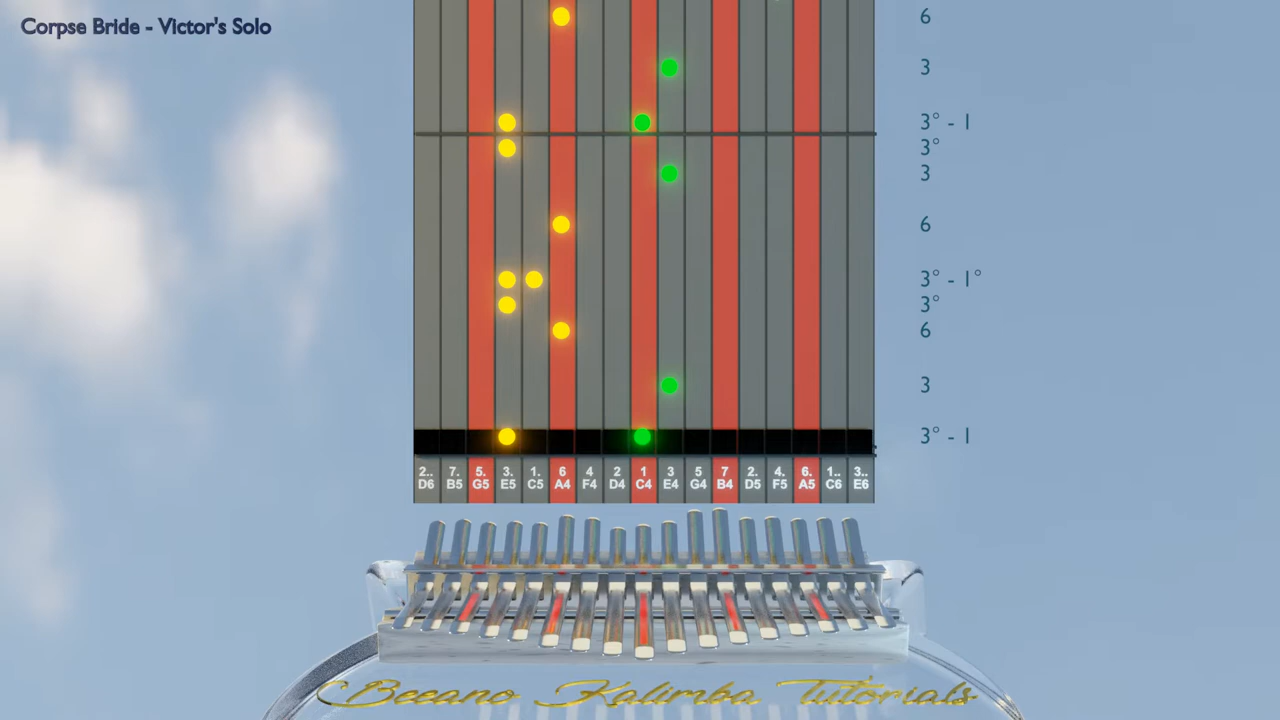 Corpse Bride - Victor's Solo
6
3
3° - 1
3°
3
6
3° - 1°
3°
6
3
3° - 1
2.. 7. 5. 3. 1. 6 4 2 1 3 5 7 2. 4. 6. 1.. 3..
D6 B5 G5 E5 C5 A4 F4 D4 C4 E4 G4 B4 D5 F5 A5 C6 E6
Beeano Kalimba Tutorials